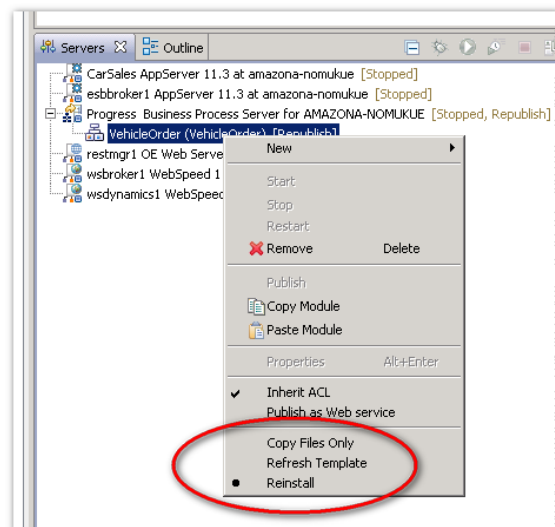 Servers Outline
CarSales AppServer 11.3 at amazona-nomukue [Stopped]
esbbroker1 AppServer 11.3 at amazona-nomukue [Stopped]
Progress Business Process Server for AMAZONA-NOMUKUE [Stopped, Republish]
VehicleOrder (VehicleOrder) [Republish]
restmgr1 OE Web Serve
wsbroker1 WebSpeed 1
wsdynamics1 WebSpeed
New
Start
Stop
Restart
Remove Delete
Publish
Copy Module
Paste Module
Properties Alt+Enter
Inherit ACL
Publish as Web service
Copy Files Only
Refresh Template
Reinstall